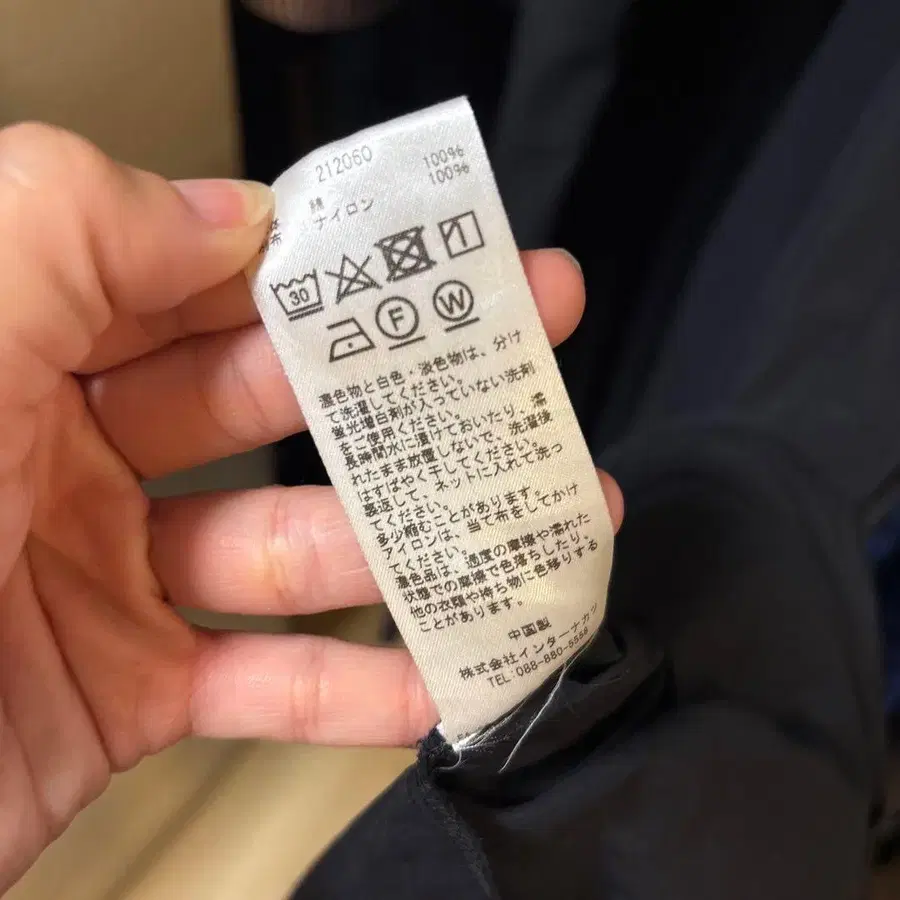 212060
綿 100%
布 ナイロン 100%
30
F W
濃色物と白色・淡色物は、分け
て洗濯してください。
蛍光増白剤が入っていない洗剤
をご使用ください。
長時間水に漬けておいたり、濡
れたまま放置しないで、洗濯後
はすばやく干してください。
裏返して、ネットに入れて洗っ
てください。
多少縮むことがあります。
アイロンは、当て布をしてかけ
てください。
濃色品は、過度の摩擦や濡れた
状態での摩擦で色落ちしたり、
他の衣類や持ち物に色移りする
ことがあります。
中国製
株式会社インターナカツ
TEL:088-880-5558